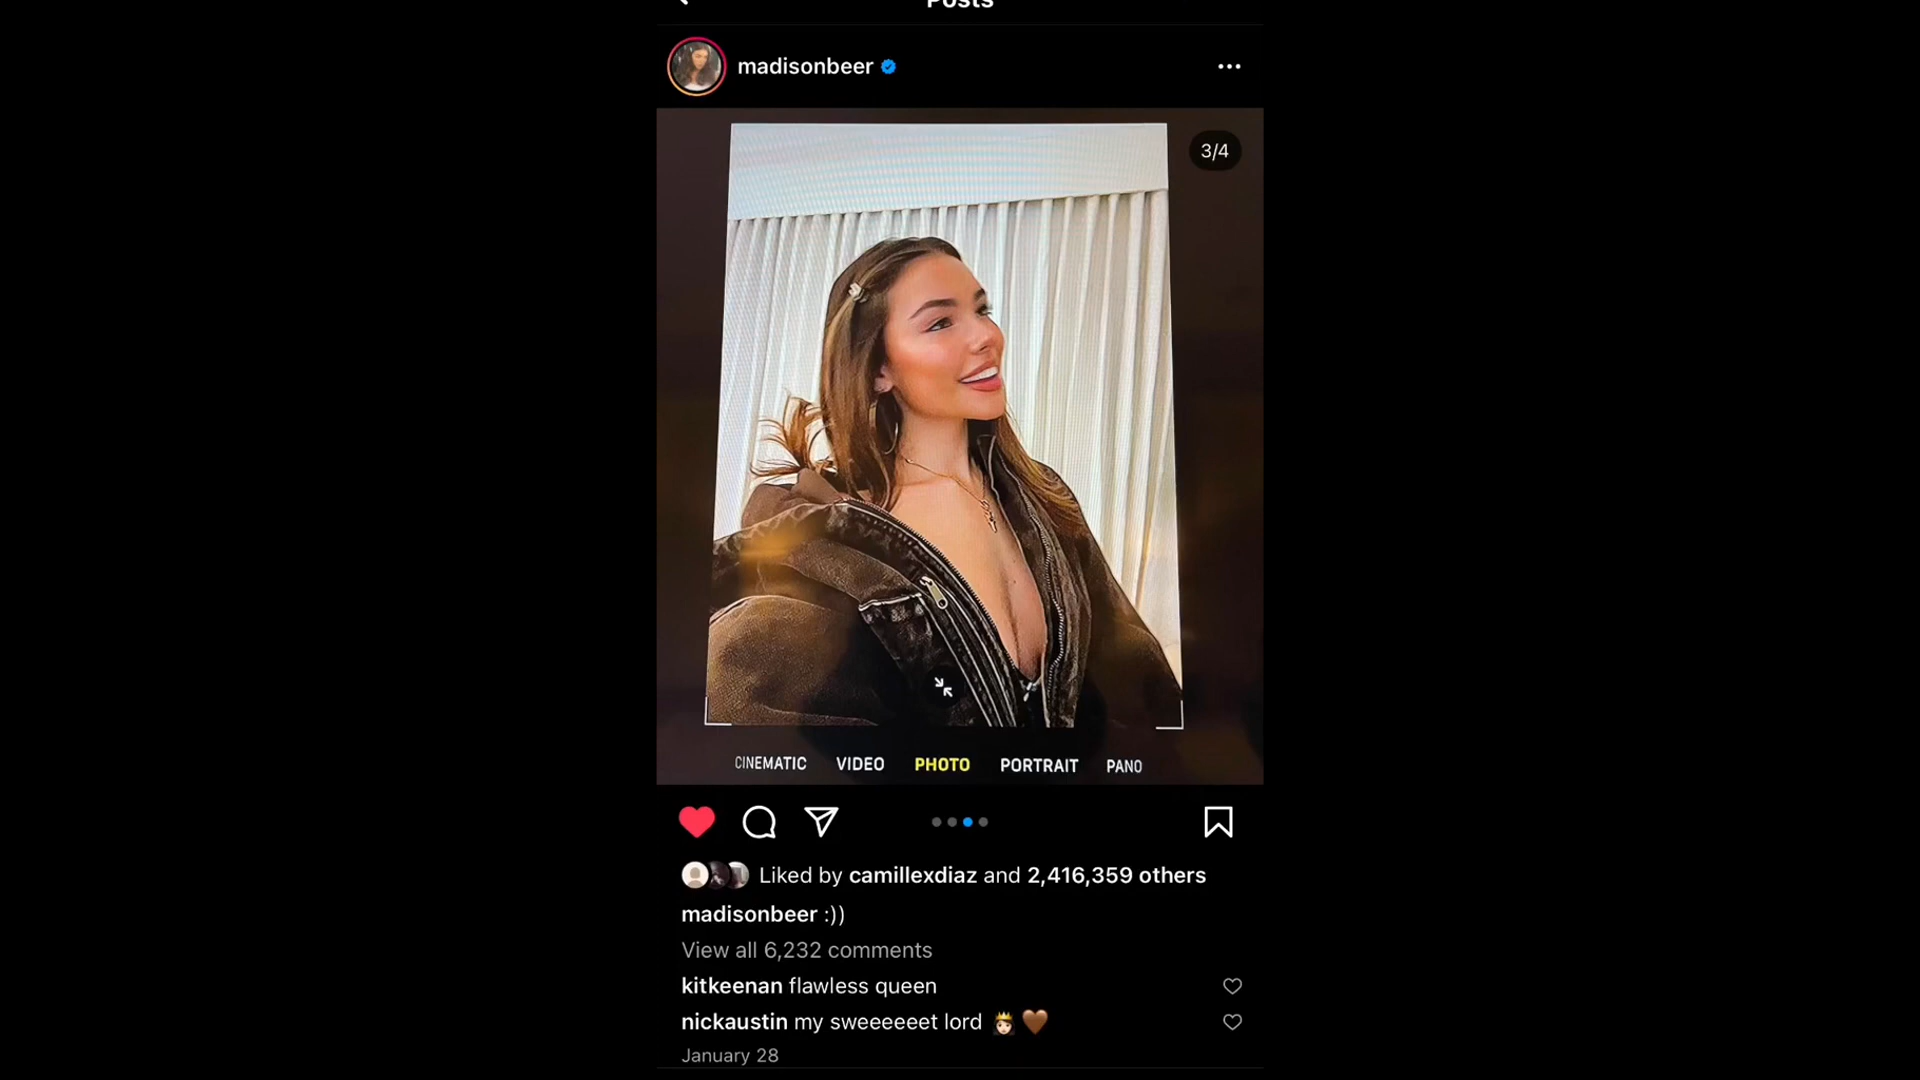 Posts
madisonbeer
3/4
CINEMATIC VIDEO PHOTO PORTRAIT PANO
Liked by camillexdiaz and 2,416,359 others
madisonbeer :))
View all 6,232 comments
kitkeenan flawless queen
nickaustin my sweeeeeet lord 👸🏻 🤎
January 28